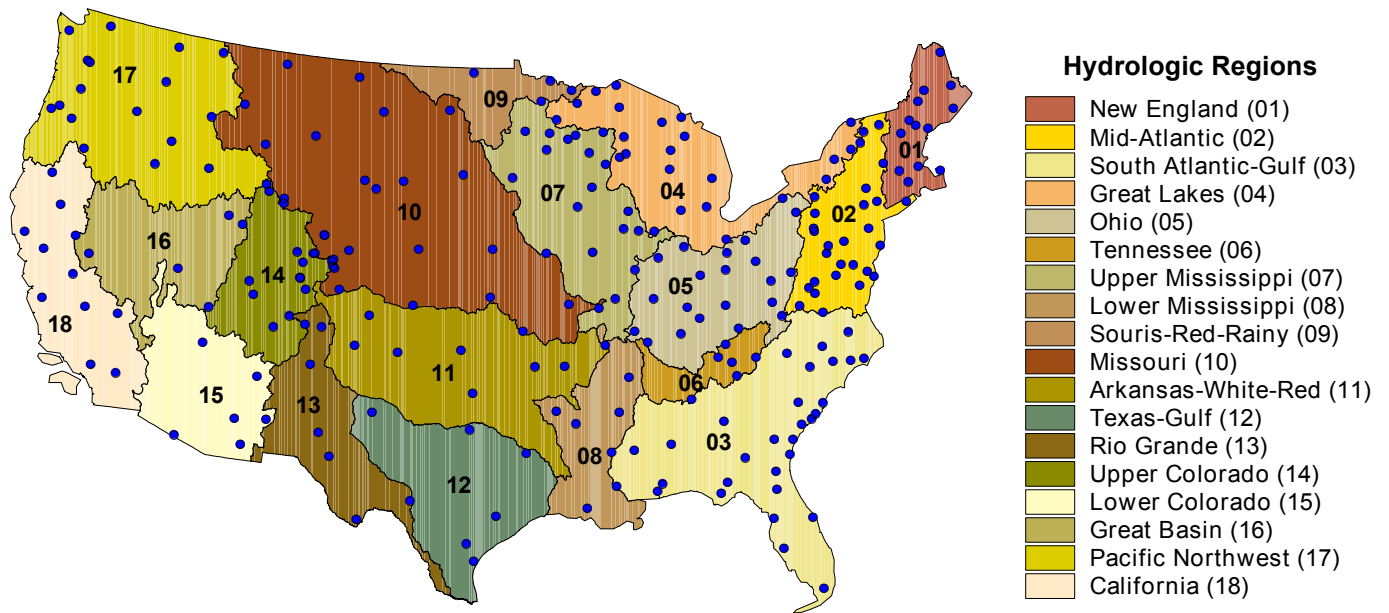 Hydrologic Regions
New England (01)
Mid-Atlantic (02)
South Atlantic-Gulf (03)
Great Lakes (04)
Ohio (05)
Tennessee (06)
Upper Mississippi (07)
Lower Mississippi (08)
Souris-Red-Rainy (09)
Missouri (10)
Arkansas-White-Red (11)
Texas-Gulf (12)
Rio Grande (13)
Upper Colorado (14)
Lower Colorado (15)
Great Basin (16)
Pacific Northwest (17)
California (18)
17
09
01
04
07
10
02
16
14
05
18
11
06
15
13
03
08
12